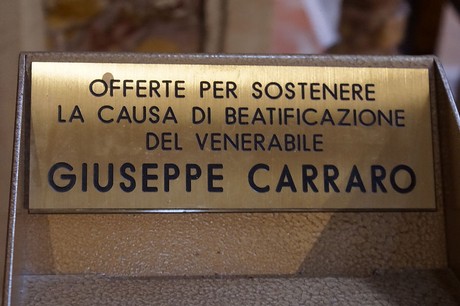 OFFERTE PER SOSTENERE
LA CAUSA DI BEATIFICAZIONE
DEL VENERABILE
GIUSEPPE CARRARO